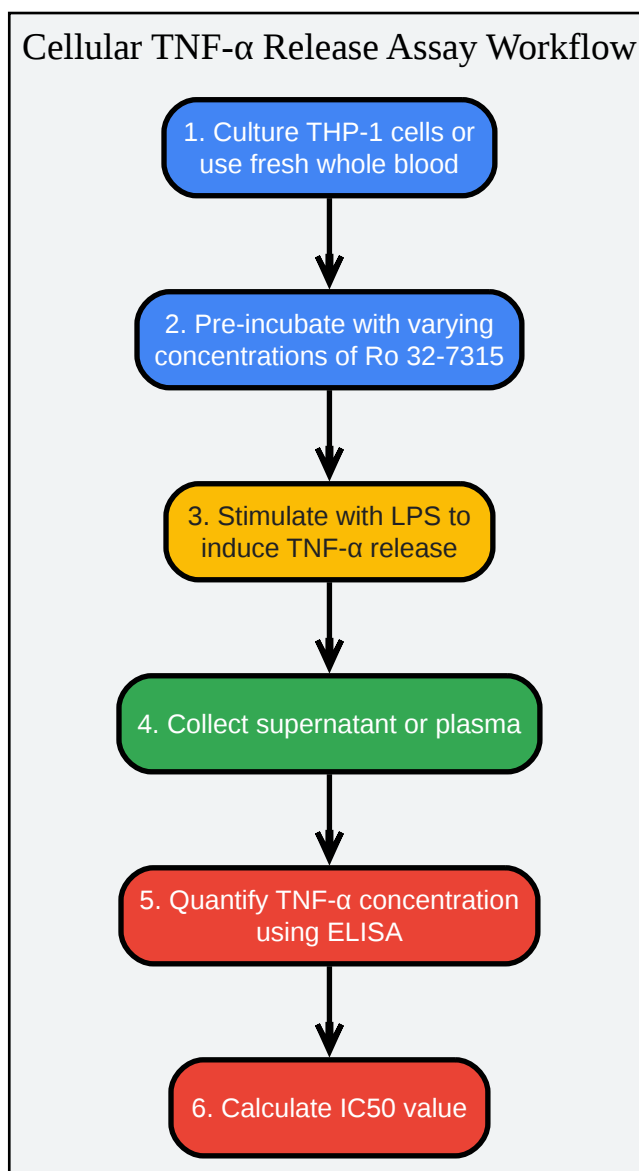 Cellular TNF-α Release Assay Workflow
1. Culture THP-1 cells or
use fresh whole blood
2. Pre-incubate with varying
concentrations of Ro 32-7315
3. Stimulate with LPS to
induce TNF-α release
4. Collect supernatant or plasma
5. Quantify TNF-α concentration
using ELISA
6. Calculate IC50 value